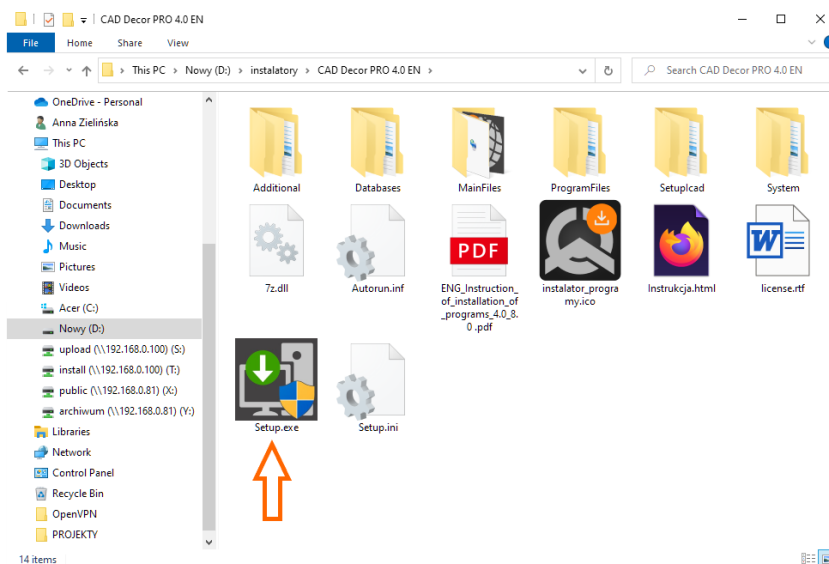 CAD Decor PRO 4.0 EN
File Home Share View
This PC Nowy (D:) instalatory CAD Decor PRO 4.0 EN
Search CAD Decor PRO 4.0 EN
OneDrive - Personal
Anna Zielińska
This PC
3D Objects
Desktop
Documents
Downloads
Music
Pictures
Videos
Acer (C:)
Nowy (D:)
upload (\\192.168.0.100) (S:)
install (\\192.168.0.100) (T:)
public (\\192.168.0.81) (X:)
archiwum (\\192.168.0.81) (Y:)
Libraries
Network
Control Panel
Recycle Bin
OpenVPN
PROJEKTY
Additional Databases MainFiles ProgramFiles SetupIcad System
PDF
W
7z.dll
Autorun.inf
ENG_Instruction_
of_installation_of
_programs_4.0_8.
0 .pdf
instalator_progra
my.ico
Instrukcja.html
license.rtf
Setup.exe
Setup.ini
14 items